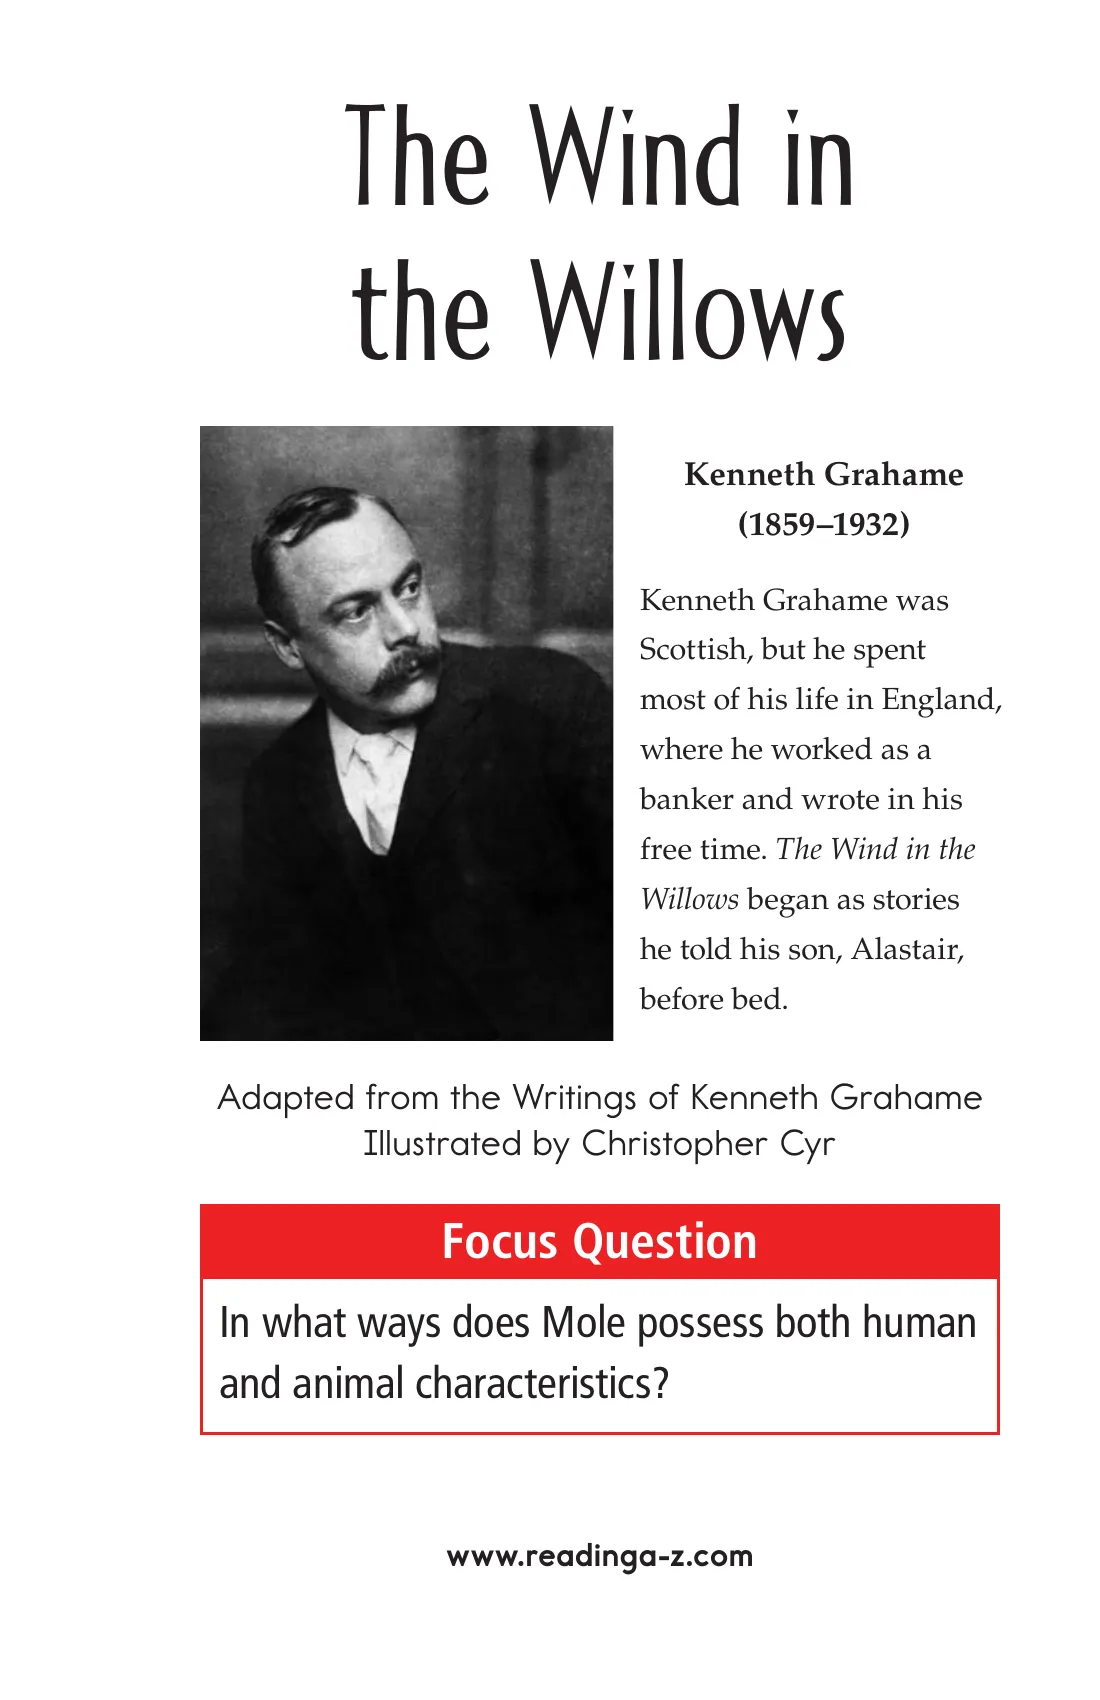 The Wind in
the Willows
Kenneth Grahame
(1859–1932)
Kenneth Grahame was
Scottish, but he spent
most of his life in England,
where he worked as a
banker and wrote in his
free time. The Wind in the
Willows began as stories
he told his son, Alastair,
before bed.
Adapted from the Writings of Kenneth Grahame
Illustrated by Christopher Cyr
Focus Question
In what ways does Mole possess both human
and animal characteristics?
www.readinga-z.com